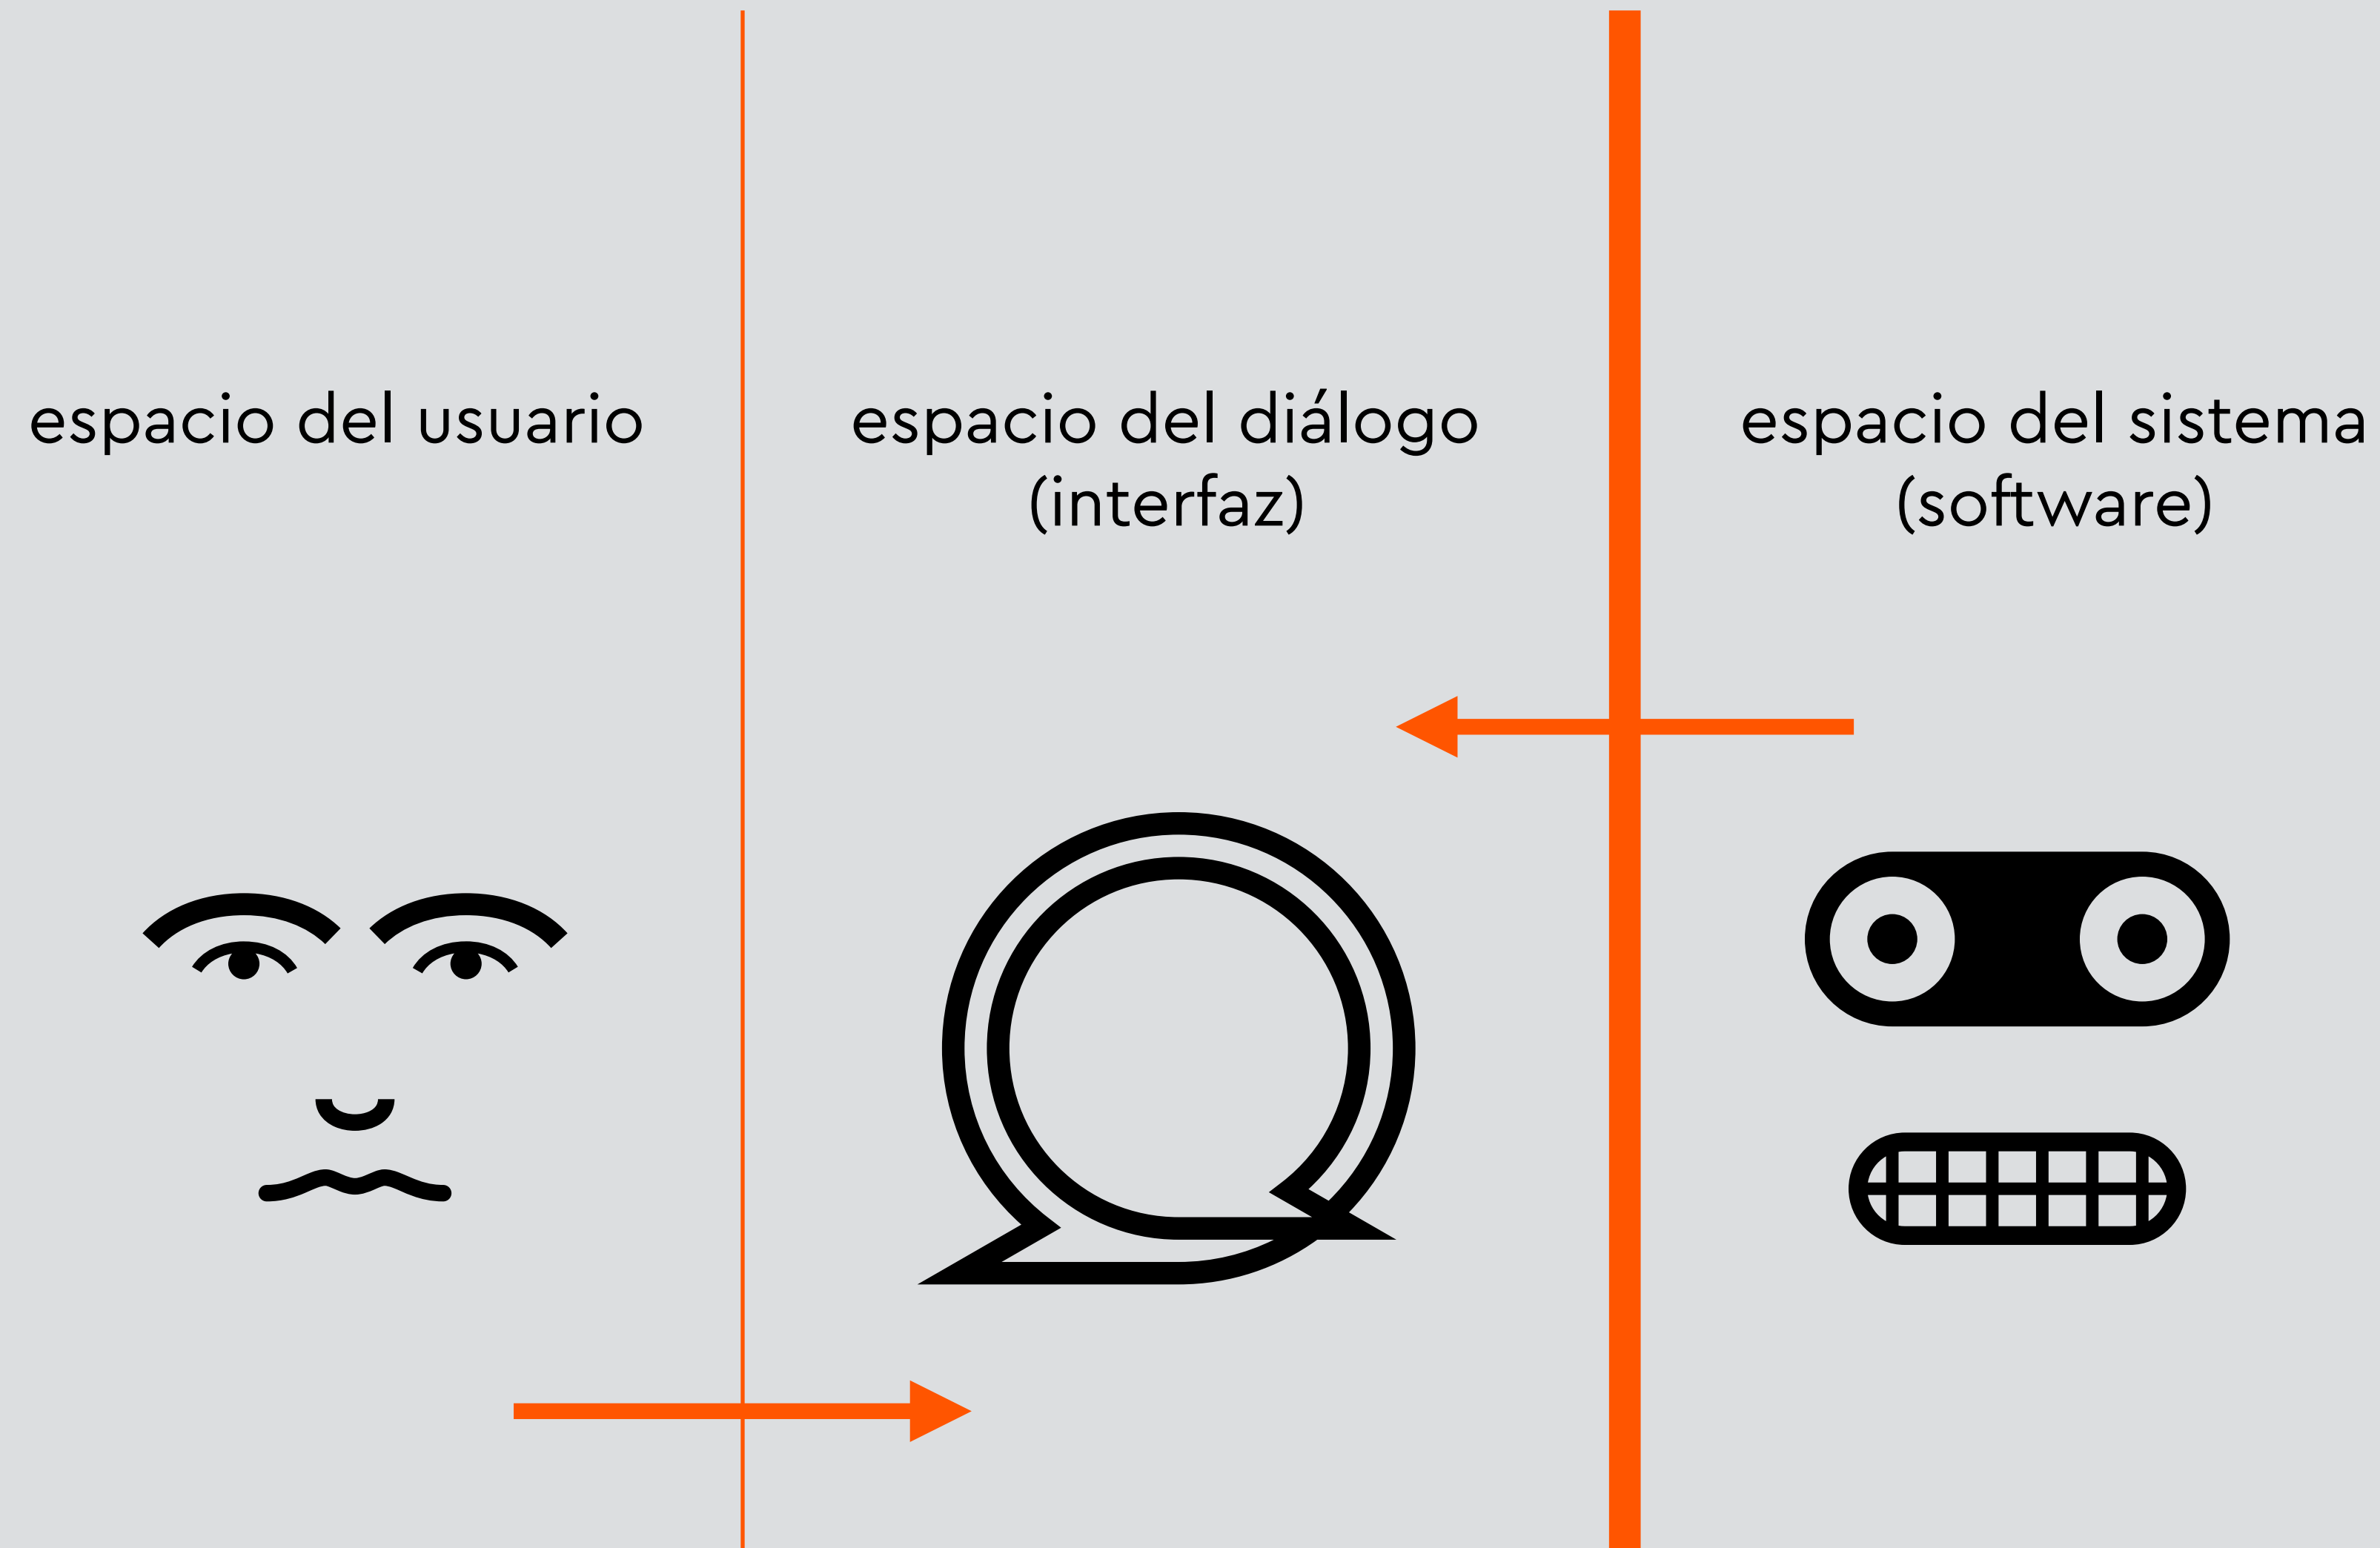 espacio del usuario
espacio del diálogo
(interfaz)
espacio del sistema
(software)